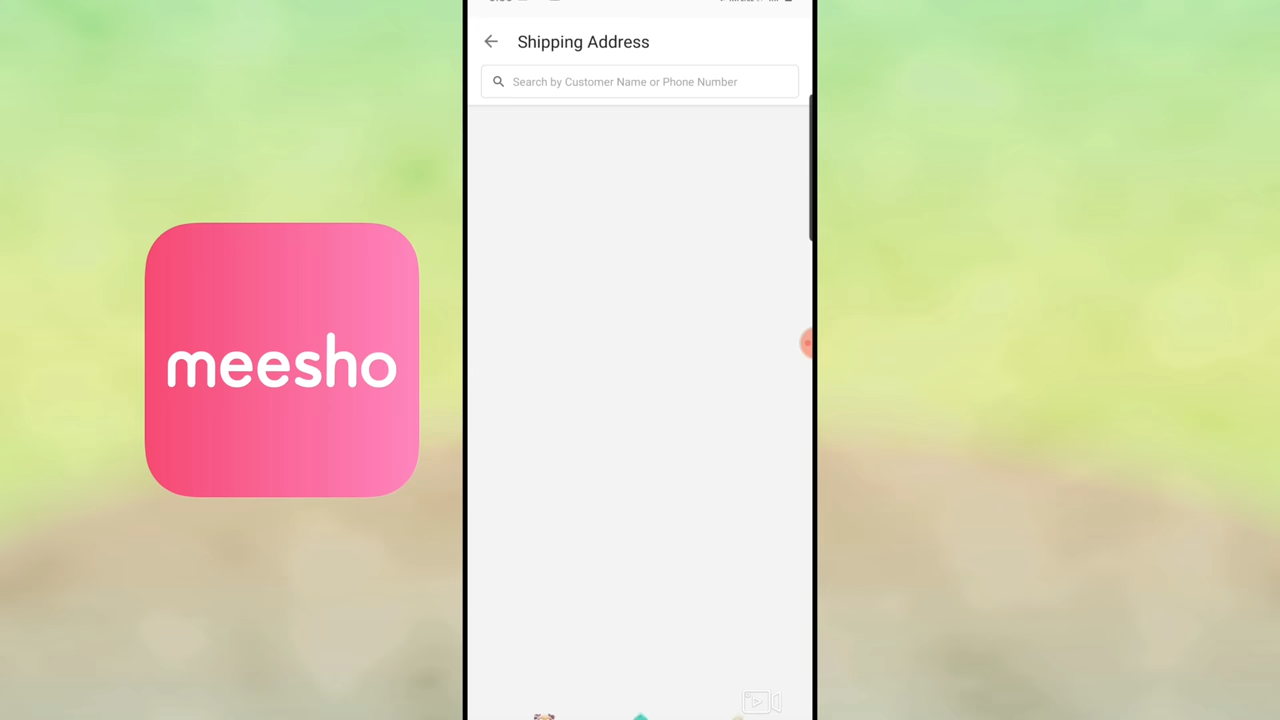 Shipping Address
Search by Customer Name or Phone Number
meesho